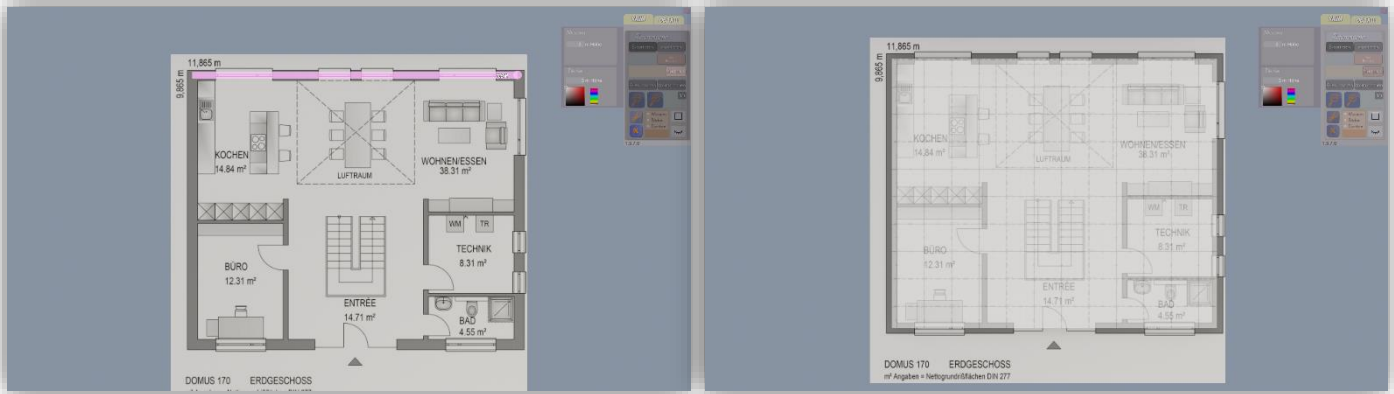 11,865 m
9,865 m
KOCHEN
14.84 m²
LUFTRAUM
WOHNEN/ESSEN
38.31 m²
WM
TR
TECHNIK
8.31 m²
BÜRO
12.31 m²
ENTRÉE
14.71 m²
BAD
4.55 m²
DOMUS 170 ERDGESCHOSS
11,865 m
9,865 m
KOCHEN
14.84 m²
LUFTRAUM
WOHNEN/ESSEN
38.31 m²
WM
TR
TECHNIK
8.31 m²
BÜRO
12.31 m²
ENTRÉE
14.71 m²
BAD
4.55 m²
DOMUS 170 ERDGESCHOSS
m² Angaben = Nettogrundrißflächen DIN 277